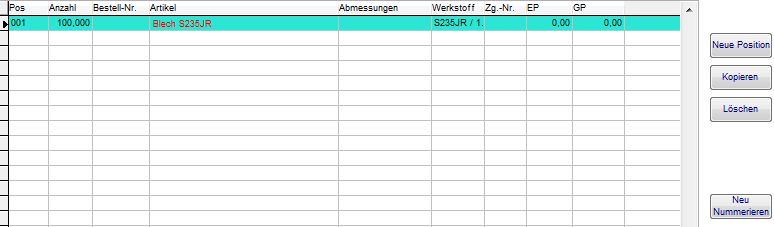 Pos Anzahl Bestell-Nr. Artikel Abmessungen Werkstoff Zg.-Nr. EP GP
001 100,000 Blech S235JR S235JR / 1. 0,00 0,00
Neue Position
Kopieren
Löschen
Neu
Nummerieren